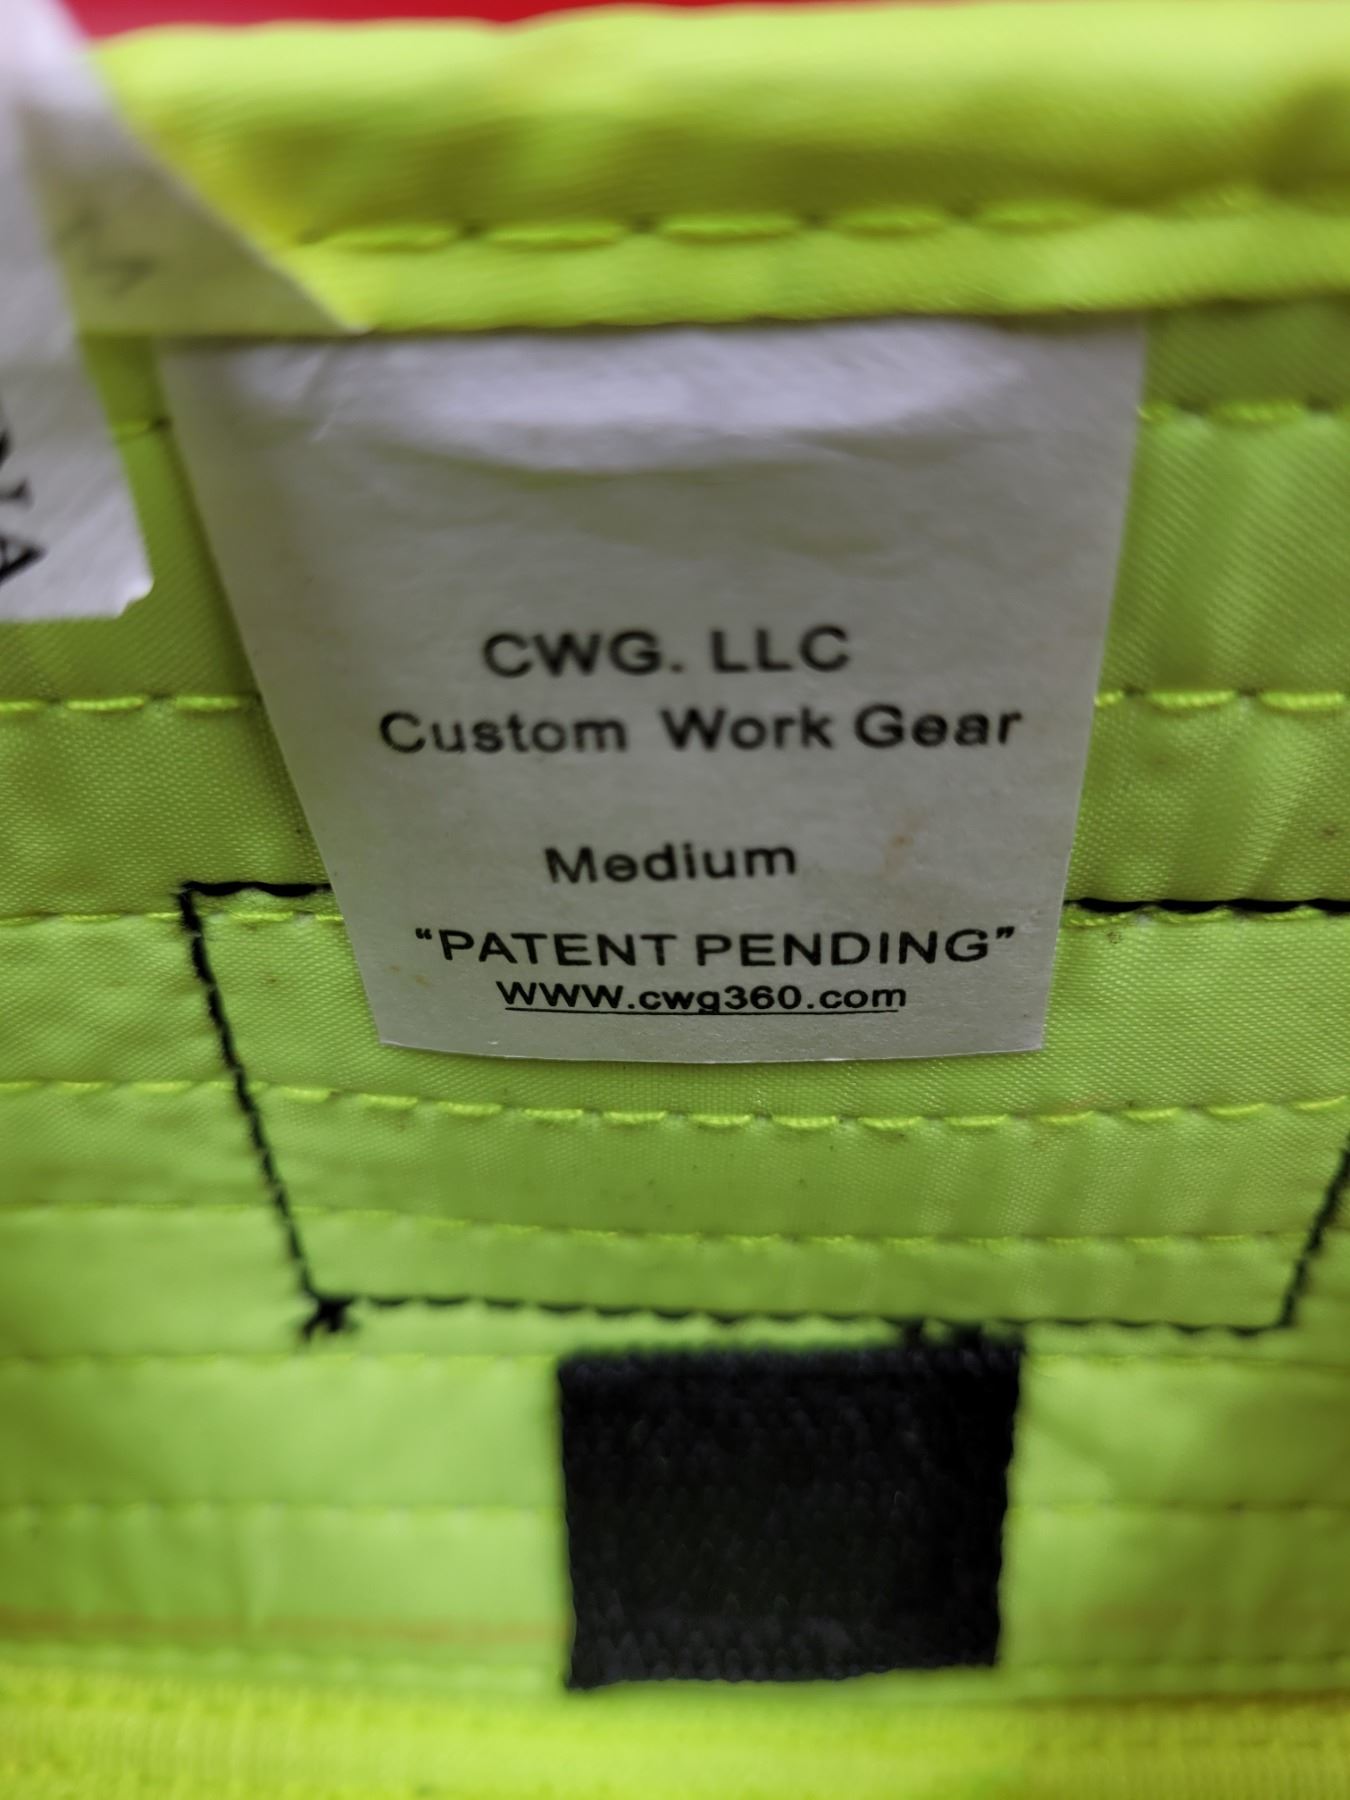 CWG. LLC
Custom Work Gear
Medium
“PATENT PENDING”
WWW.cwg360.com